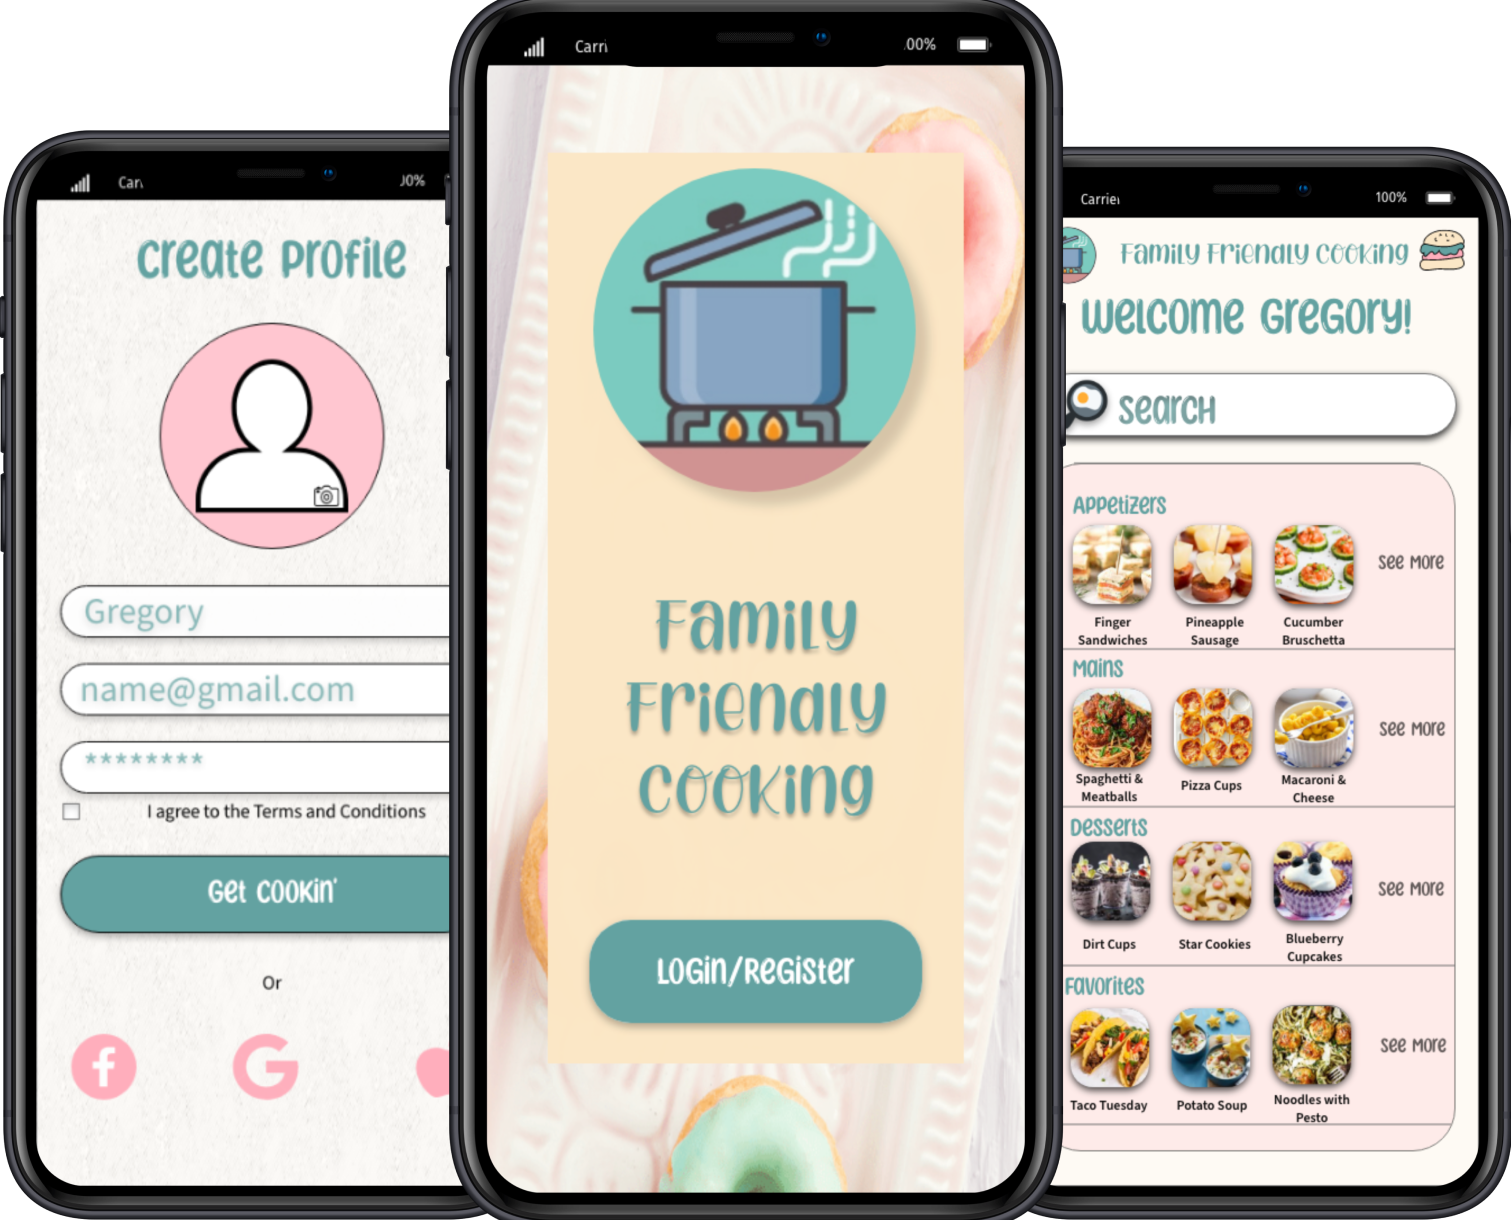 Carri
00%
Family
Friendly
Cooking
Login/Register
Car
00%
Create Profile
Gregory
name@gmail.com
********
I agree to the Terms and Conditions
Get Cookin'
Or
f
G
Carrier
100%
Family Friendly Cooking
Welcome Gregory!
Search
Appetizers
See More
Finger
Sandwiches
Pineapple
Sausage
Cucumber
Bruschetta
Mains
See More
Spaghetti &
Meatballs
Pizza Cups
Macaroni &
Cheese
Desserts
See More
Dirt Cups
Star Cookies
Blueberry
Cupcakes
Favorites
See More
Taco Tuesday
Potato Soup
Noodles with
Pesto